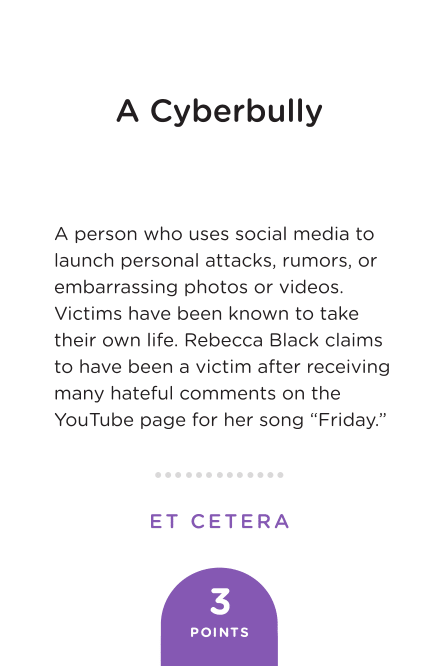 A Cyberbully
A person who uses social media to
launch personal attacks, rumors, or
embarrassing photos or videos.
Victims have been known to take
their own life. Rebecca Black claims
to have been a victim after receiving
many hateful comments on the
YouTube page for her song “Friday.”
ET CETERA
3
POINTS